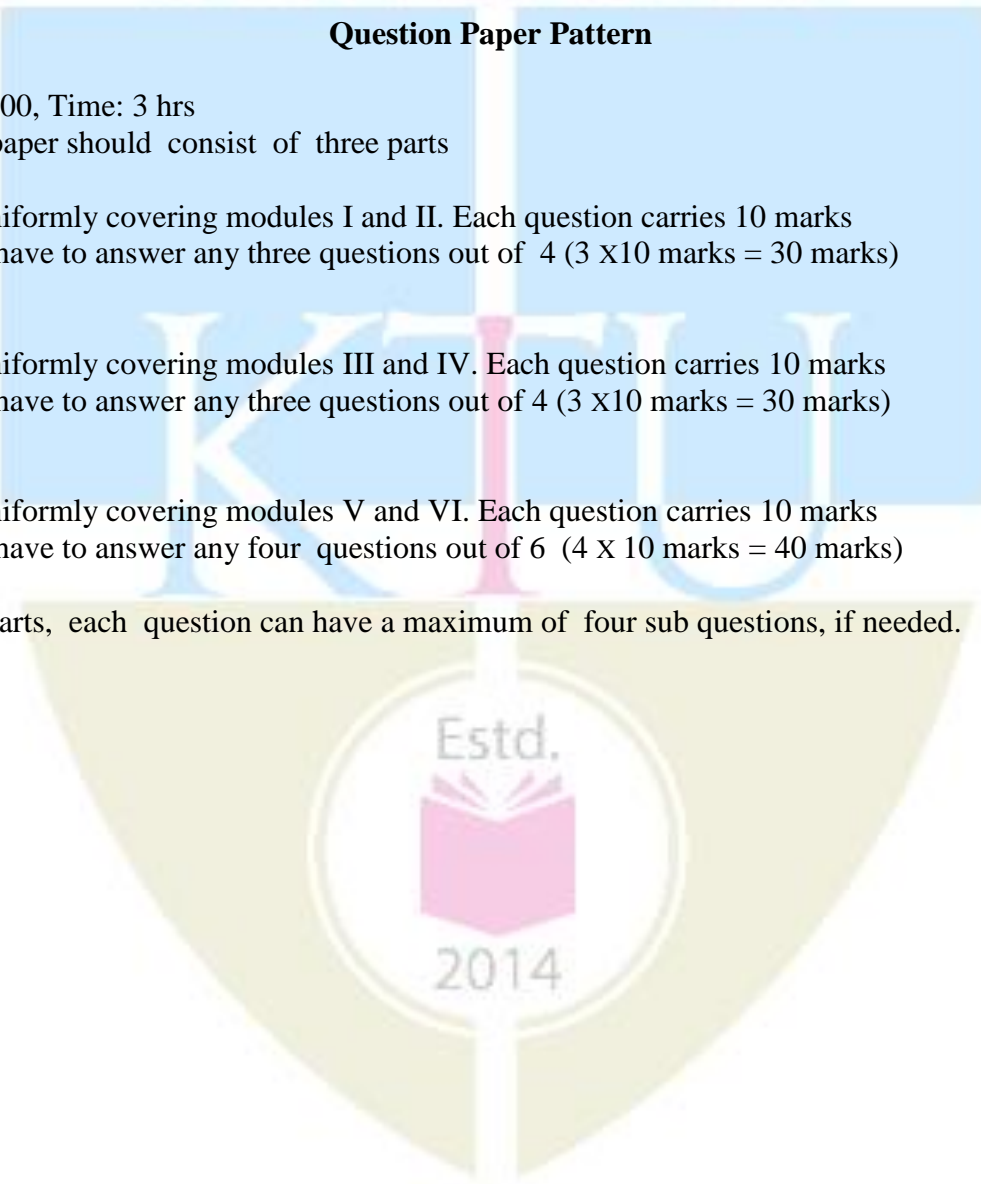 Question Paper Pattern
00, Time: 3 hrs
paper should consist of three parts
iformly covering modules I and II. Each question carries 10 marks
have to answer any three questions out of 4 (3 X10 marks = 30 marks)
iformly covering modules III and IV. Each question carries 10 marks
have to answer any three questions out of 4 (3 X10 marks = 30 marks)
iformly covering modules V and VI. Each question carries 10 marks
have to answer any four questions out of 6 (4 X 10 marks = 40 marks)
arts, each question can have a maximum of four sub questions, if needed.
KTU
Estd.
2014